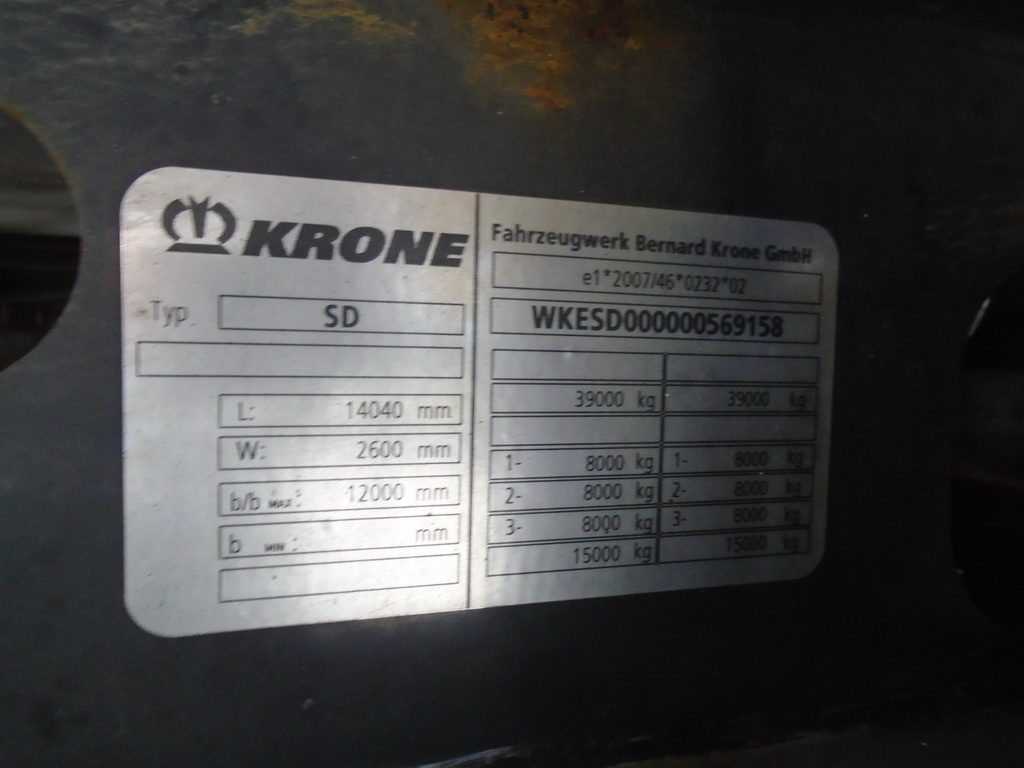 KRONE
Typ SD
L: 14040 mm
W: 2600 mm
b/b MAX: 12000 mm
b MIN: mm
Fahrzeugwerk Bernard Krone GmbH
e1*2007/46*0232*02
WKESD000000569158
39000 kg 39000 kg
1- 8000 kg 1- 8000 kg
2- 8000 kg 2- 8000 kg
3- 8000 kg 3- 8000 kg
15000 kg 15000 kg